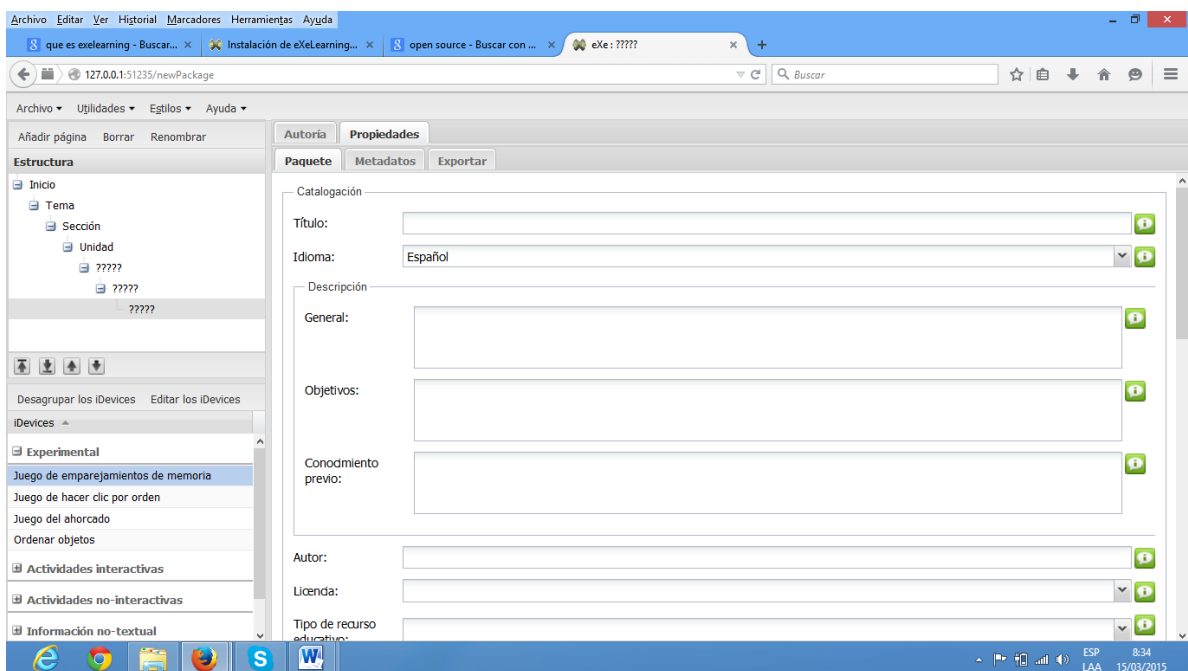 Archivo Editar Ver Historial Marcadores Herramientas Ayuda
que es exelearning - Buscar...
Instalación de eXeLearning...
open source - Buscar con ...
eXe : ?????
127.0.0.1:51235/newPackage
Buscar
Archivo Utilidades Estilos Ayuda
Añadir página Borrar Renombrar
Autoría Propiedades
Estructura
Paquete Metadatos Exportar
Inicio
Tema
Sección
Unidad
?????
?????
?????
Desagrupar los iDevices Editar los iDevices
iDevices
Experimental
Juego de emparejamientos de memoria
Juego de hacer clic por orden
Juego del ahorcado
Ordenar objetos
Actividades interactivas
Actividades no-interactivas
Información no-textual
Catalogación
Título:
Idioma: Español
Descripción
General:
Objetivos:
Conocimiento
previo:
Autor:
Licencia:
Tipo de recurso
educativo:
ESP 8:34
LAA 15/03/2015